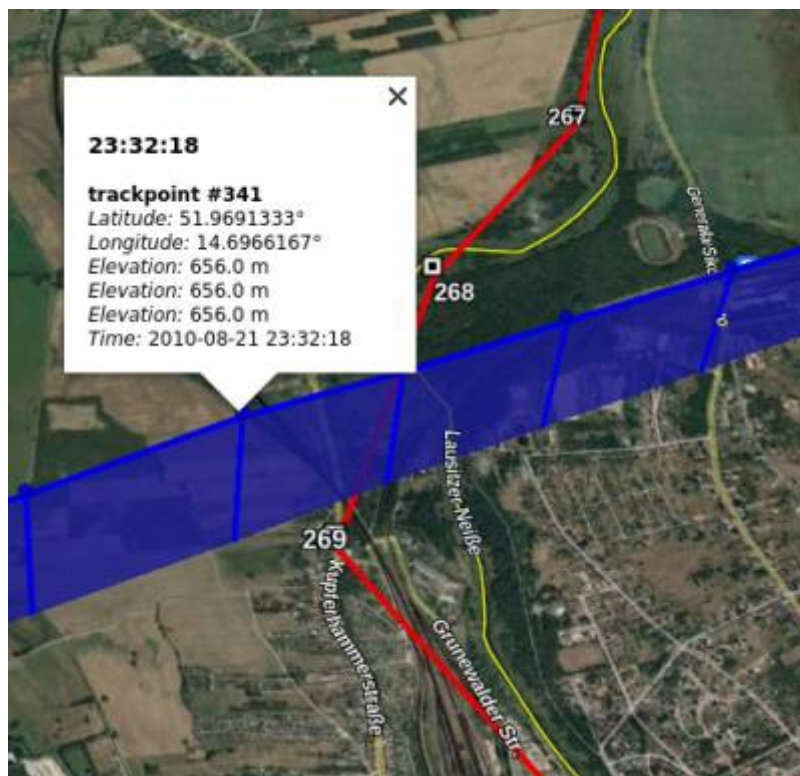 23:32:18
trackpoint #341
Latitude: 51.9691333°
Longitude: 14.6966167°
Elevation: 656.0 m
Elevation: 656.0 m
Elevation: 656.0 m
Time: 2010-08-21 23:32:18
267
268
269
Lausitzer Neiße
Kupferhammerstraße
Grunewalder Str.